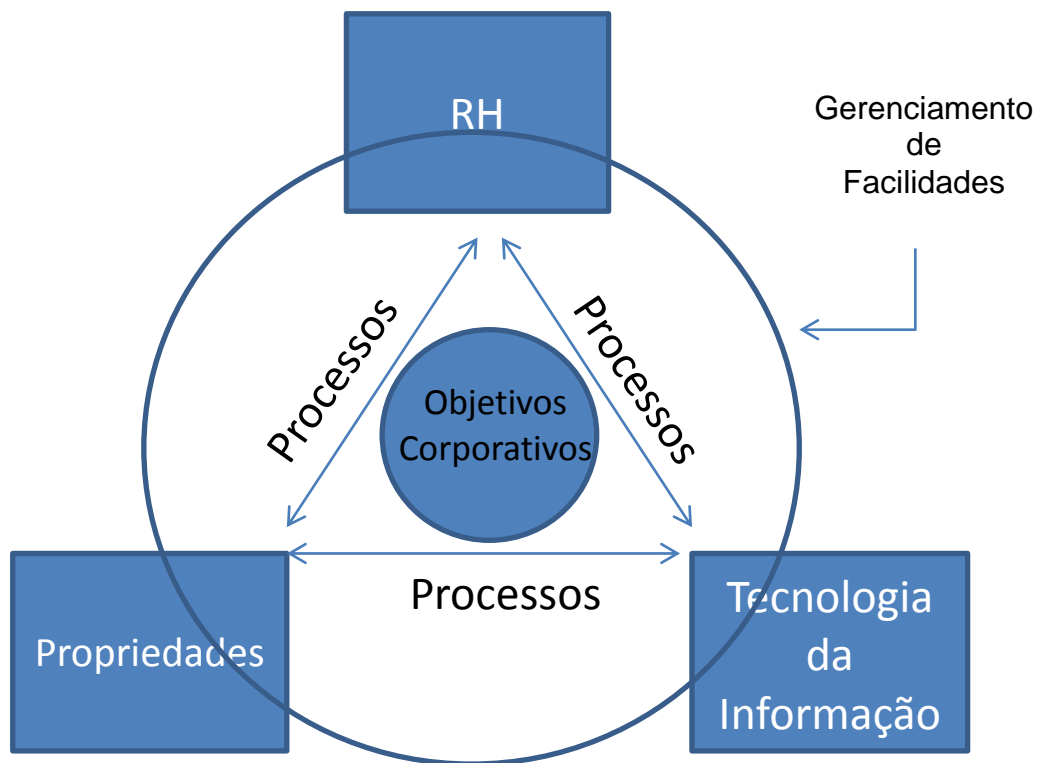 RH
Gerenciamento
de
Facilidades
Processos
Processos
Objetivos
Corporativos
Processos
Propriedades
Tecnologia
da
Informação